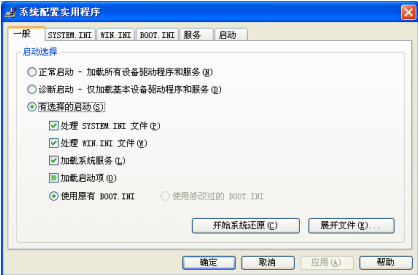 系统配置实用程序
一般 SYSTEM.INI WIN.INI BOOT.INI 服务 启动
启动选择
正常启动 - 加载所有设备驱动程序和服务(N)
诊断启动 - 仅加载基本设备驱动程序和服务(D)
有选择的启动(S)
处理 SYSTEM.INI 文件(P)
处理 WIN.INI 文件(W)
加载系统服务(L)
加载启动项(O)
使用原有 BOOT.INI 使用修改过的 BOOT.INI
开始系统还原(C) 展开文件(E)...
确定 取消 应用(A) 帮助